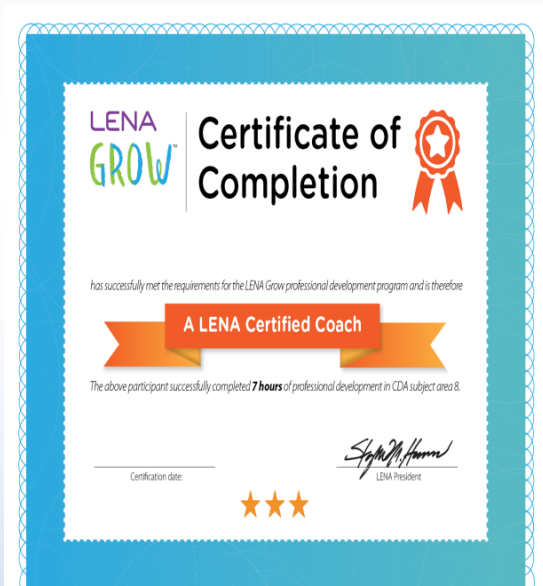 LENA
GROW™
Certificate of
Completion
has successfully met the requirements for the LENA Grow professional development program and is therefore
A LENA Certified Coach
The above participant successfully completed 7 hours of professional development in CDA subject area 8.
Certification date:
LENA President